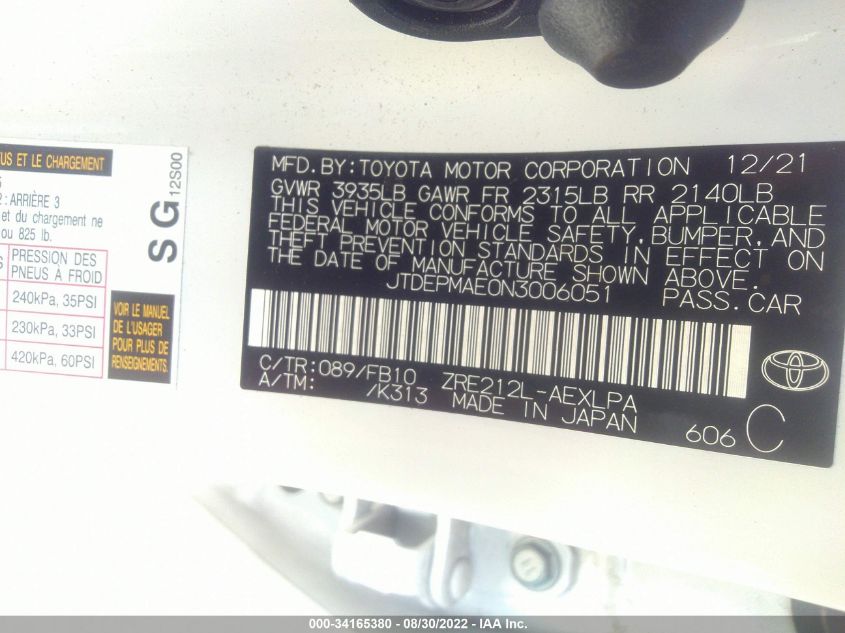 US ET LE CHARGEMENT
2: ARRIÈRE 3
et du chargement ne
ou 825 lb.
PRESSION DES
PNEUS À FROID
240kPa, 35PSI
230kPa, 33PSI
420kPa, 60PSI
VOIR LE MANUEL
DE L'USAGER
POUR PLUS DE
RENSEIGNEMENTS.
SG
12S00
MFD. BY: TOYOTA MOTOR CORPORATION 12/21
GVWR 3935LB GAWR FR 2315LB RR 2140LB
THIS VEHICLE CONFORMS TO ALL APPLICABLE
FEDERAL MOTOR VEHICLE SAFETY, BUMPER, AND
THEFT PREVENTION STANDARDS IN EFFECT ON
THE DATE OF MANUFACTURE SHOWN ABOVE.
JTDEPMAE0N3006051 PASS.CAR
C/TR:089/FB10 ZRE212L-AEXLPA
A/TM: /K313 MADE IN JAPAN
606 C
000-34165380 - 08/30/2022 - IAA Inc.